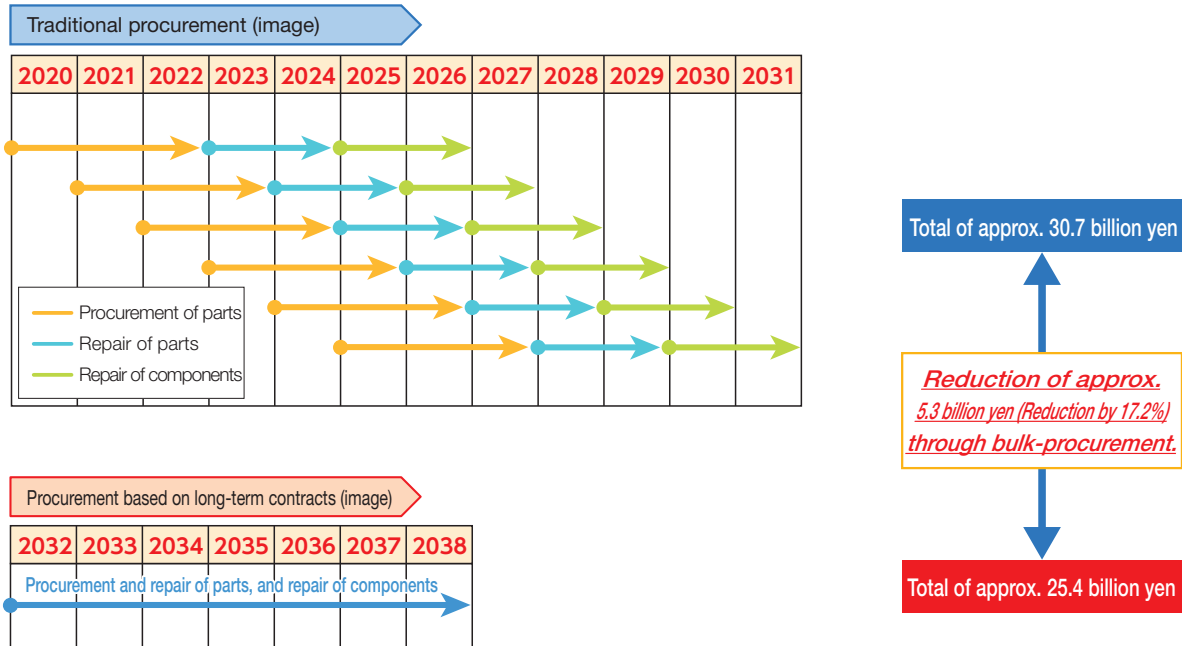 Traditional procurement (image)
2020 2021 2022 2023 2024 2025 2026 2027 2028 2029 2030 2031
Procurement of parts
Repair of parts
Repair of components
Procurement based on long-term contracts (image)
2032 2033 2034 2035 2036 2037 2038
Procurement and repair of parts, and repair of components
Total of approx. 30.7 billion yen
Reduction of approx.
5.3 billion yen (Reduction by 17.2%)
through bulk-procurement.
Total of approx. 25.4 billion yen